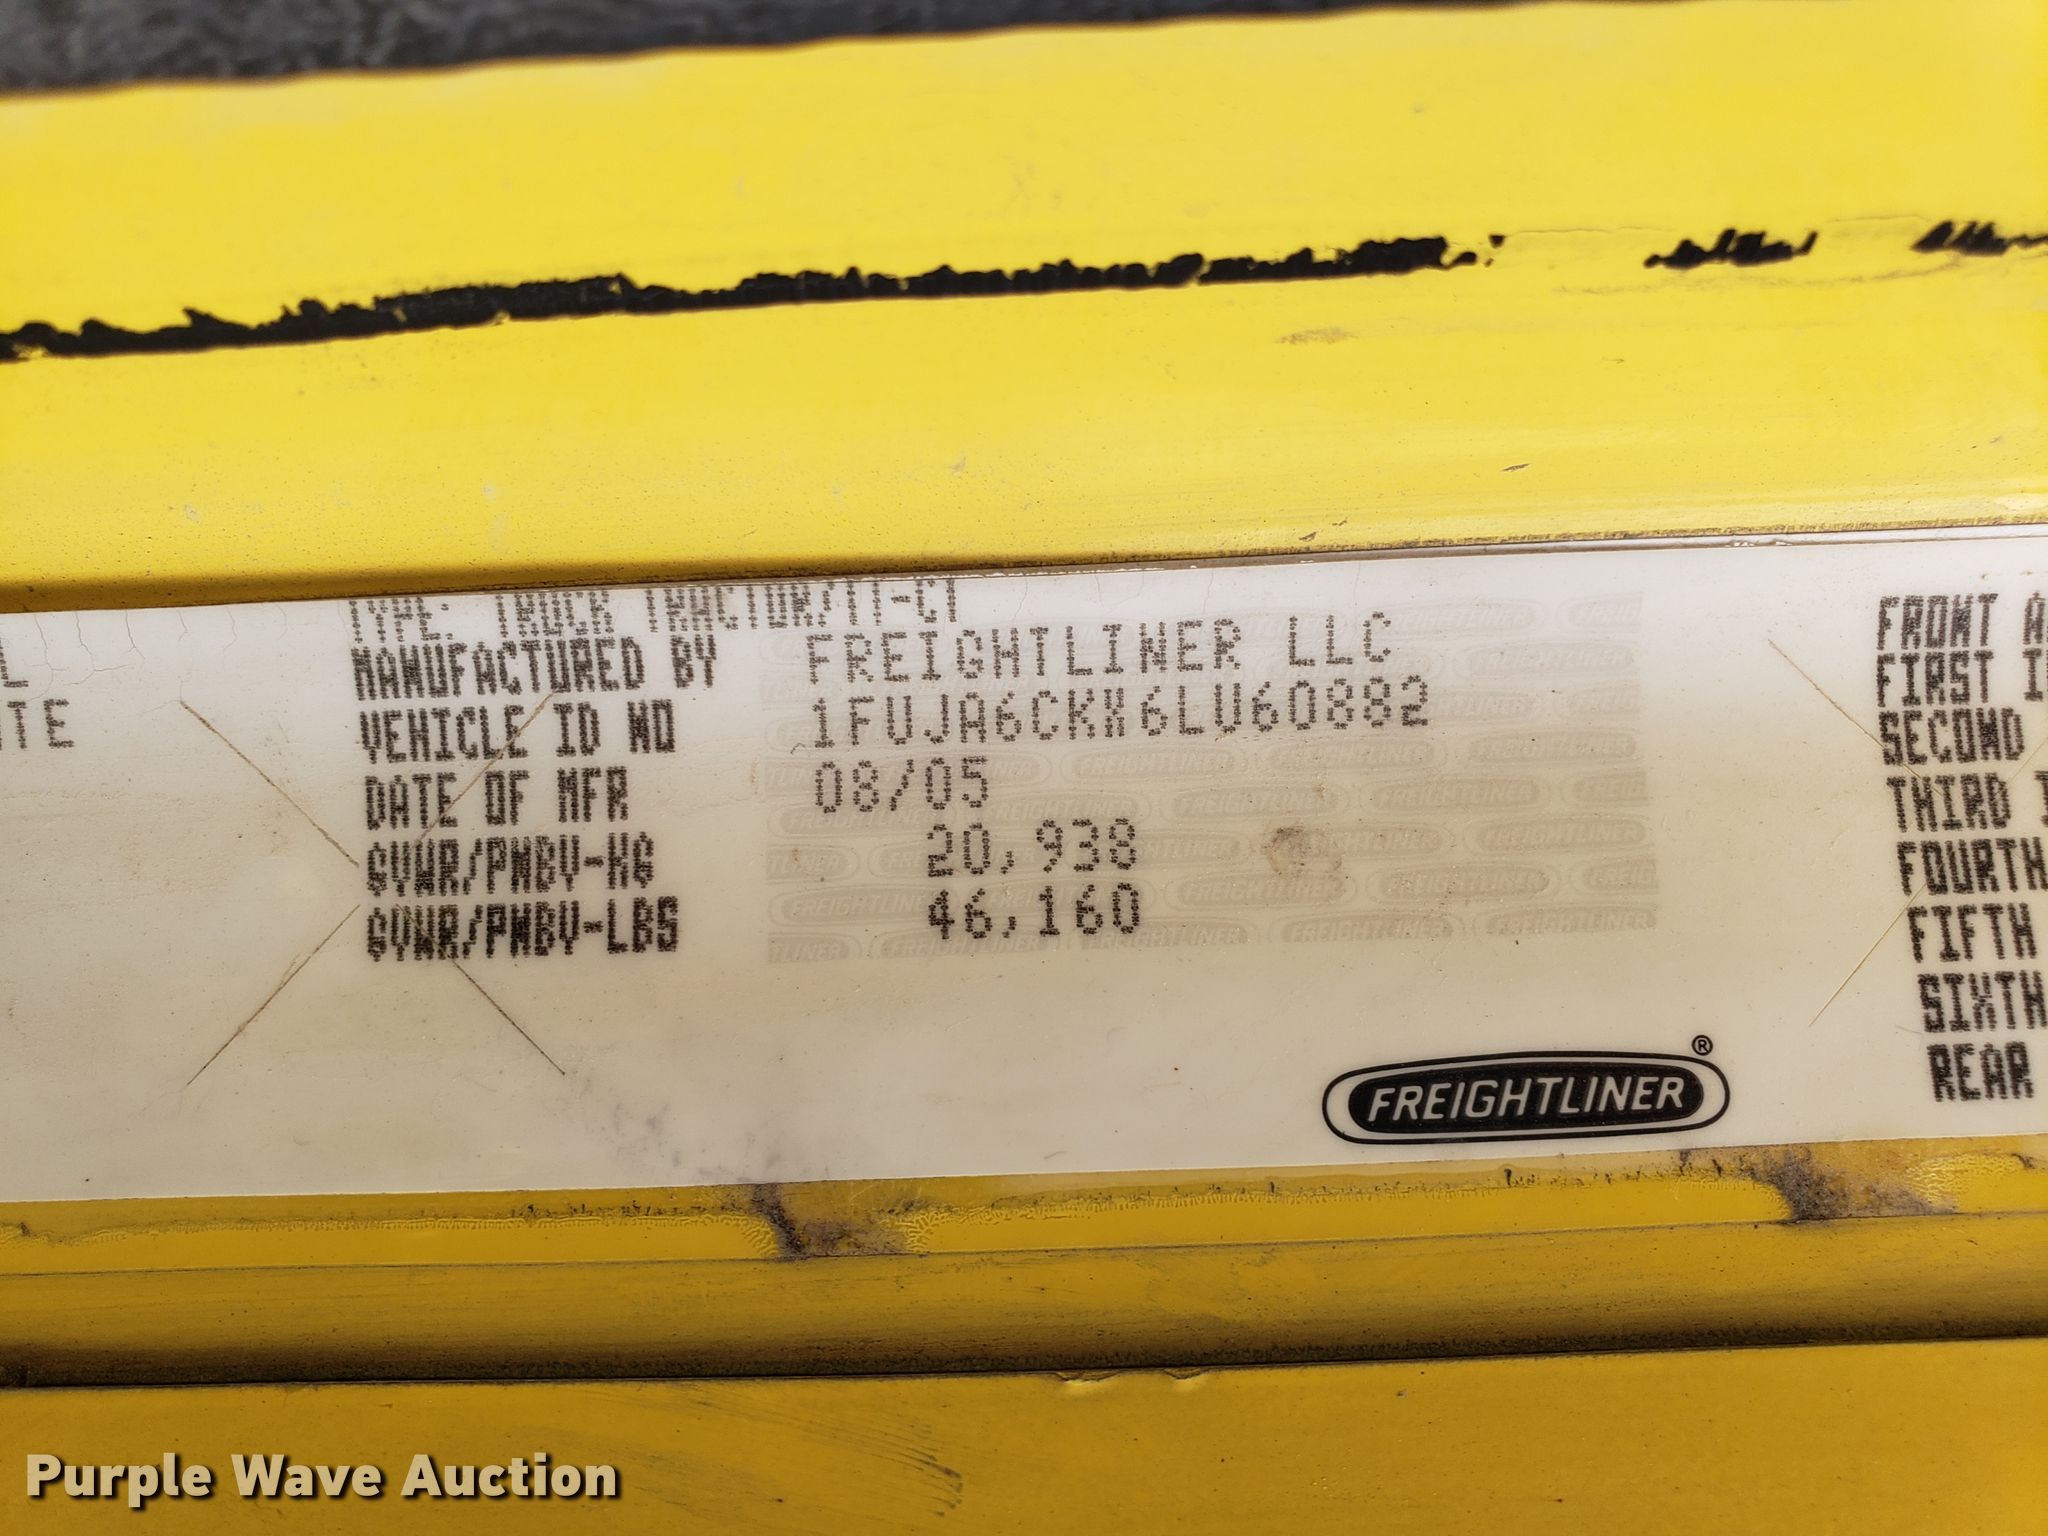 MANUFACTURED BY FREIGHTLINER LLC
VEHICLE ID NO 1FUJA6CKX6LU60882
DATE OF MFR 08/05
GVWR/PNBV-KG 20,938
GVWR/PNBV-LBS 46,160
FREIGHTLINER®
FRONT
FIRST
SECOND
THIRD
FOURTH
FIFTH
SIXTH
REAR
Purple Wave Auction